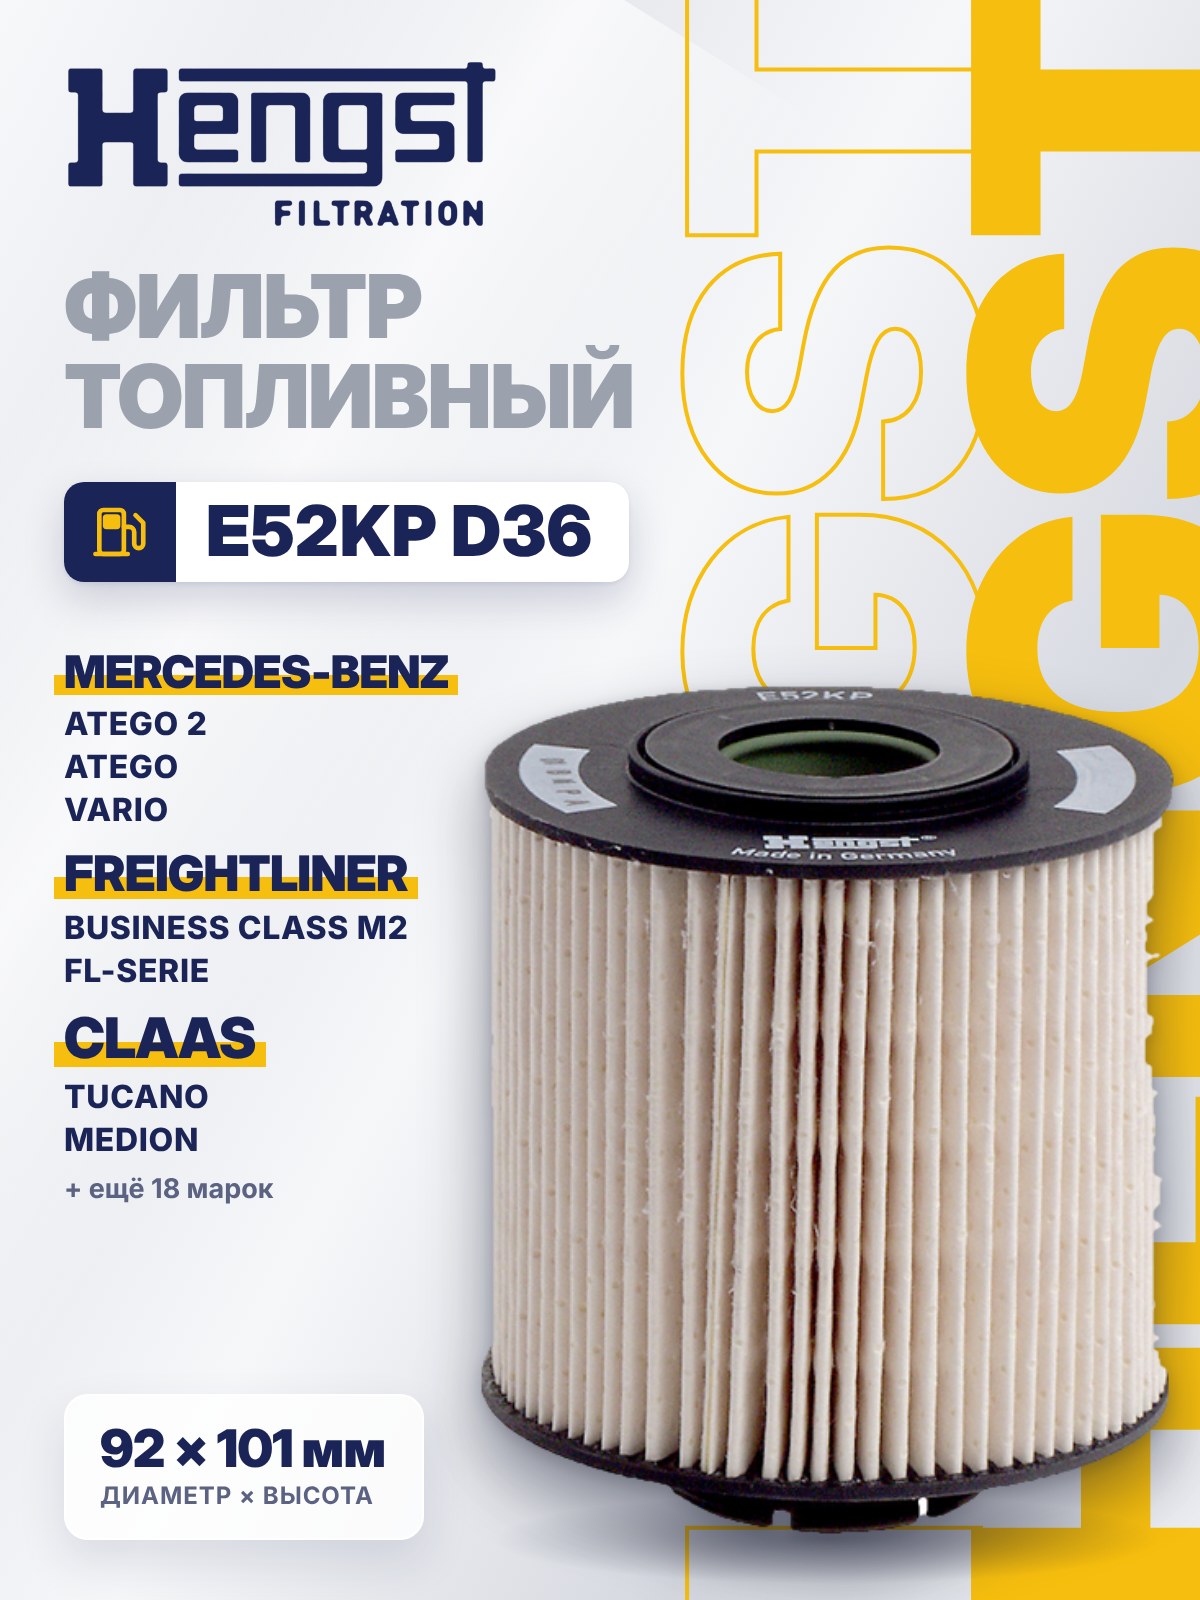 Hengst
FILTRATION
ФИЛЬТР
ТОПЛИВНЫЙ
E52KP D36
MERCEDES-BENZ
ATEGO 2
ATEGO
VARIO
FREIGHTLINER
BUSINESS CLASS M2
FL-SERIE
CLAAS
TUCANO
MEDION
+ ещё 18 марок
92 × 101 мм
ДИАМЕТР × ВЫСОТА
E52KP
Hengst®
Made in Germany